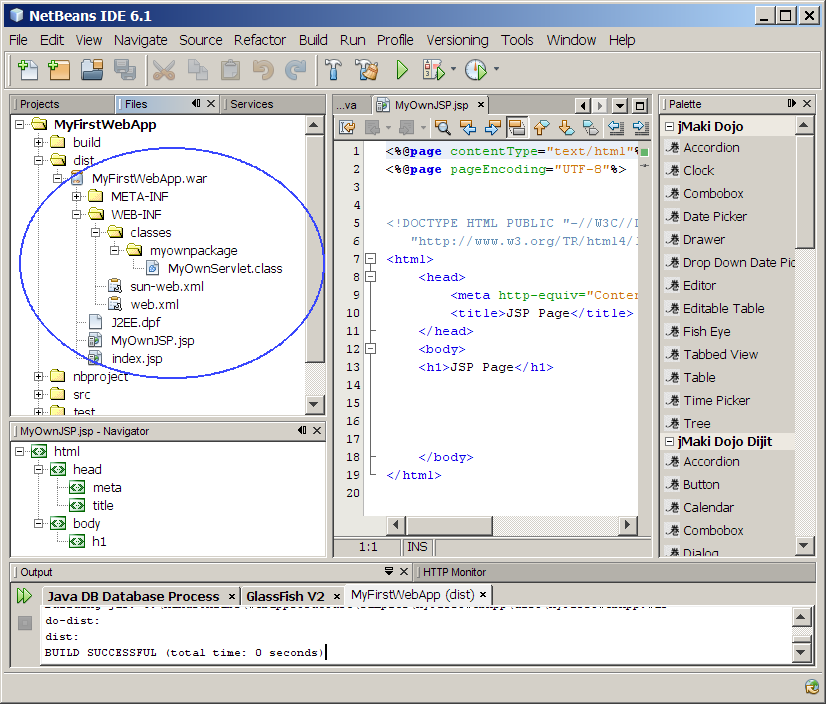 NetBeans IDE 6.1
File Edit View Navigate Source Refactor Build Run Profile Versioning Tools Window Help
Projects Files Services
MyFirstWebApp
build
dist
MyFirstWebApp.war
META-INF
WEB-INF
classes
myownpackage
MyOwnServlet.class
sun-web.xml
web.xml
J2EE.dpf
MyOwnJSP.jsp
index.jsp
nbproject
src
test
MyOwnJSP.jsp - Navigator
html
head
meta
title
body
h1
...va MyOwnJSP.jsp
1 <%@page contentType="text/html"%
2 <%@page pageEncoding="UTF-8"%>
3
4
5 <!DOCTYPE HTML PUBLIC "-//W3C//D
6 "http://www.w3.org/TR/html4/l
7 <html>
8 <head>
9 <meta http-equiv="Conten
10 <title>JSP Page</title>
11 </head>
12 <body>
13 <h1>JSP Page</h1>
14
15
16
17
18 </body>
19 </html>
20
1:1 INS
Palette
jMaki Dojo
Accordion
Clock
Combobox
Date Picker
Drawer
Drop Down Date Pic
Editor
Editable Table
Fish Eye
Tabbed View
Table
Time Picker
Tree
jMaki Dojo Dijit
Accordion
Button
Calendar
Combobox
Dialog
Output HTTP Monitor
Java DB Database Process GlassFish V2 MyFirstWebApp (dist)
do-dist:
dist:
BUILD SUCCESSFUL (total time: 0 seconds)